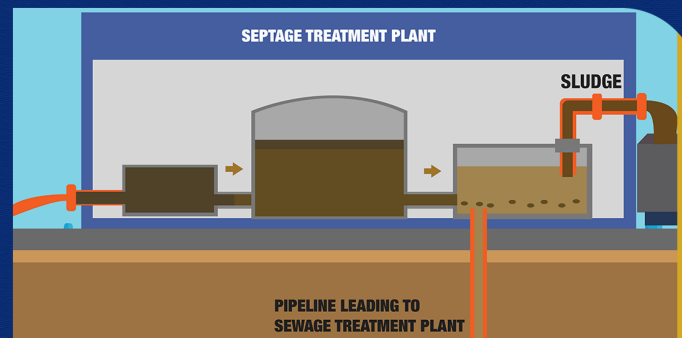 SEPTAGE TREATMENT PLANT
SLUDGE
PIPELINE LEADING TO
SEWAGE TREATMENT PLANT